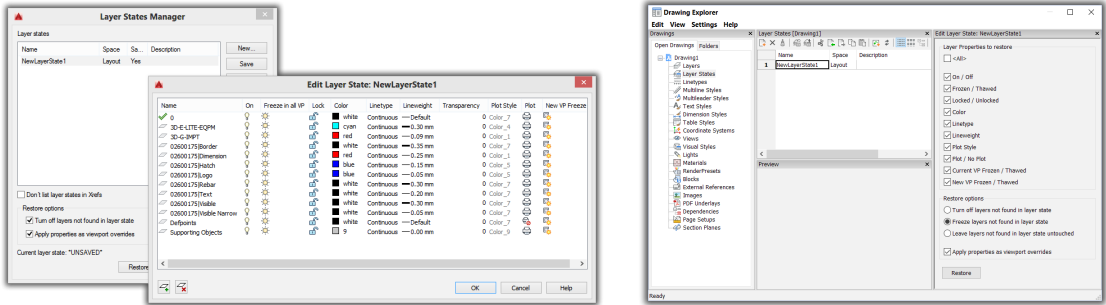 Layer States Manager
Layer states
Name Space Sa... Description
NewLayerState1 Layout Yes
New...
Save
Don't list layer states in Xrefs
Restore options
Turn off layers not found in layer state
Apply properties as viewport overrides
Current layer state: "UNSAVED"
Restore
Edit Layer State: NewLayerState1
Name On Freeze in all VP Lock Color Linetype Lineweight Transparency Plot Style Plot New VP Freeze
0 white Continuous Default 0 Color_7
3D-E-LITE-EQPM cyan Continuous 0.30 mm 0 Color_4
3D-G-IMPT red Continuous 0.09 mm 0 Color_1
02600175|Border white Continuous 0.35 mm 0 Color_7
02600175|Dimension red Continuous 0.25 mm 0 Color_1
02600175|Hatch blue Continuous 0.15 mm 0 Color_5
02600175|Logo blue Continuous 0.05 mm 0 Color_5
02600175|Rebar white Continuous 0.30 mm 0 Color_7
02600175|Text white Continuous 0.20 mm 0 Color_7
02600175|Visible white Continuous 0.30 mm 0 Color_7
02600175|Visible Narrow white Continuous 0.05 mm 0 Color_7
Defpoints white Continuous Default 0 Color_7
Supporting Objects 9 Continuous 0.00 mm 0 Color_9
OK Cancel Help
Drawing Explorer
Edit View Settings Help
Drawings
Open Drawings Folders
Drawing1
Layers
Layer States
Linetypes
Multiline Styles
Multileader Styles
Text Styles
Dimension Styles
Table Styles
Coordinate Systems
Views
Visual Styles
Lights
Materials
RenderPresets
Blocks
External References
Images
PDF Underlays
Dependencies
Page Setups
Section Planes
Layer States [Drawing1]
Name Space Description
1 NewLayerState1 Layout
Preview
Edit Layer State: NewLayerState1
Layer Properties to restore
<All>
On / Off
Frozen / Thawed
Locked / Unlocked
Color
Linetype
Lineweight
Plot Style
Plot / No Plot
Current VP Frozen / Thawed
New VP Frozen / Thawed
Restore options
Turn off layers not found in layer state
Freeze layers not found in layer state
Leave layers not found in layer state untouched
Apply properties as viewport overrides
Restore
Ready